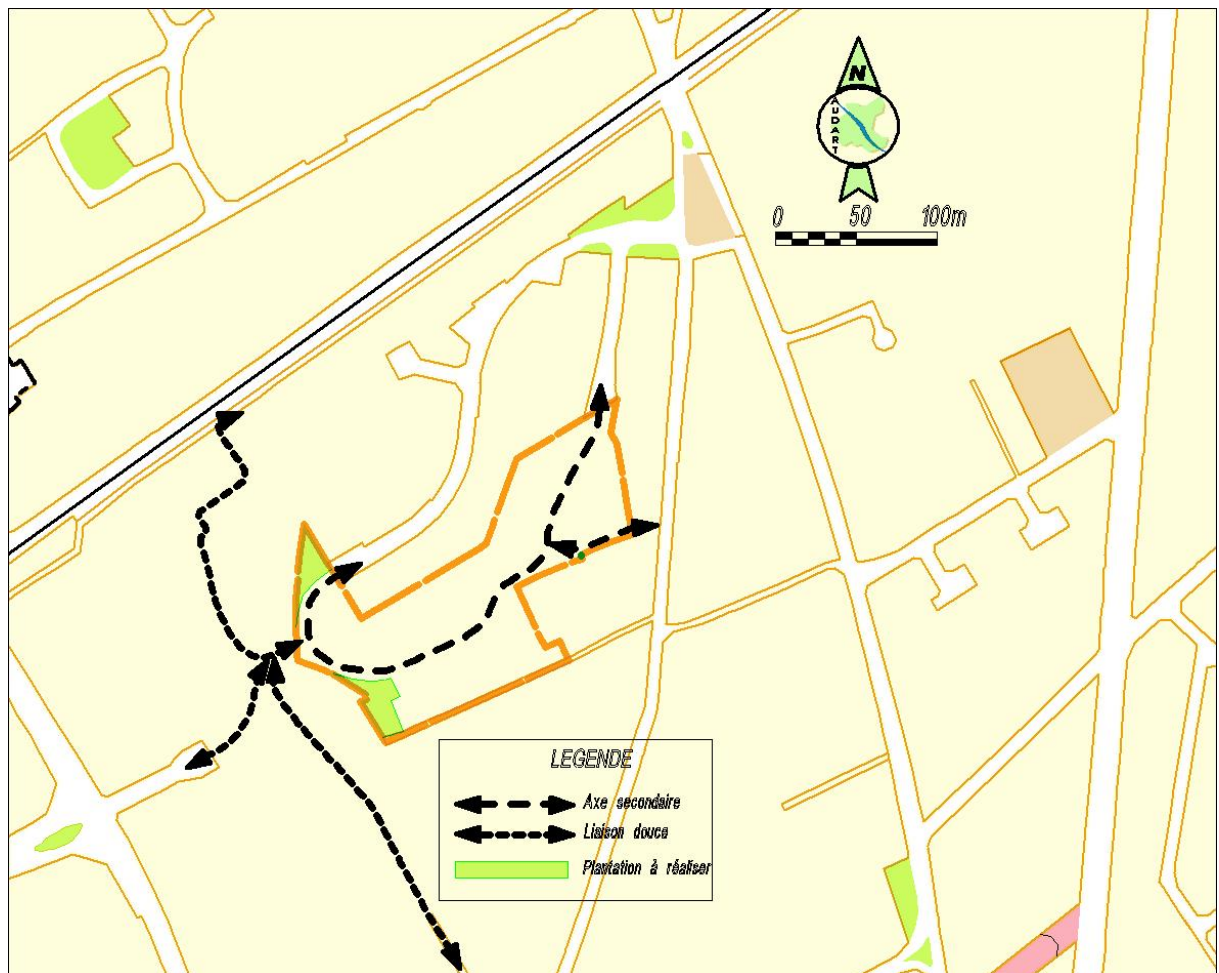 N
AUDART
0 50 100m
LEGENDE
Axe secondaire
Liaison douce
Plantation à réaliser